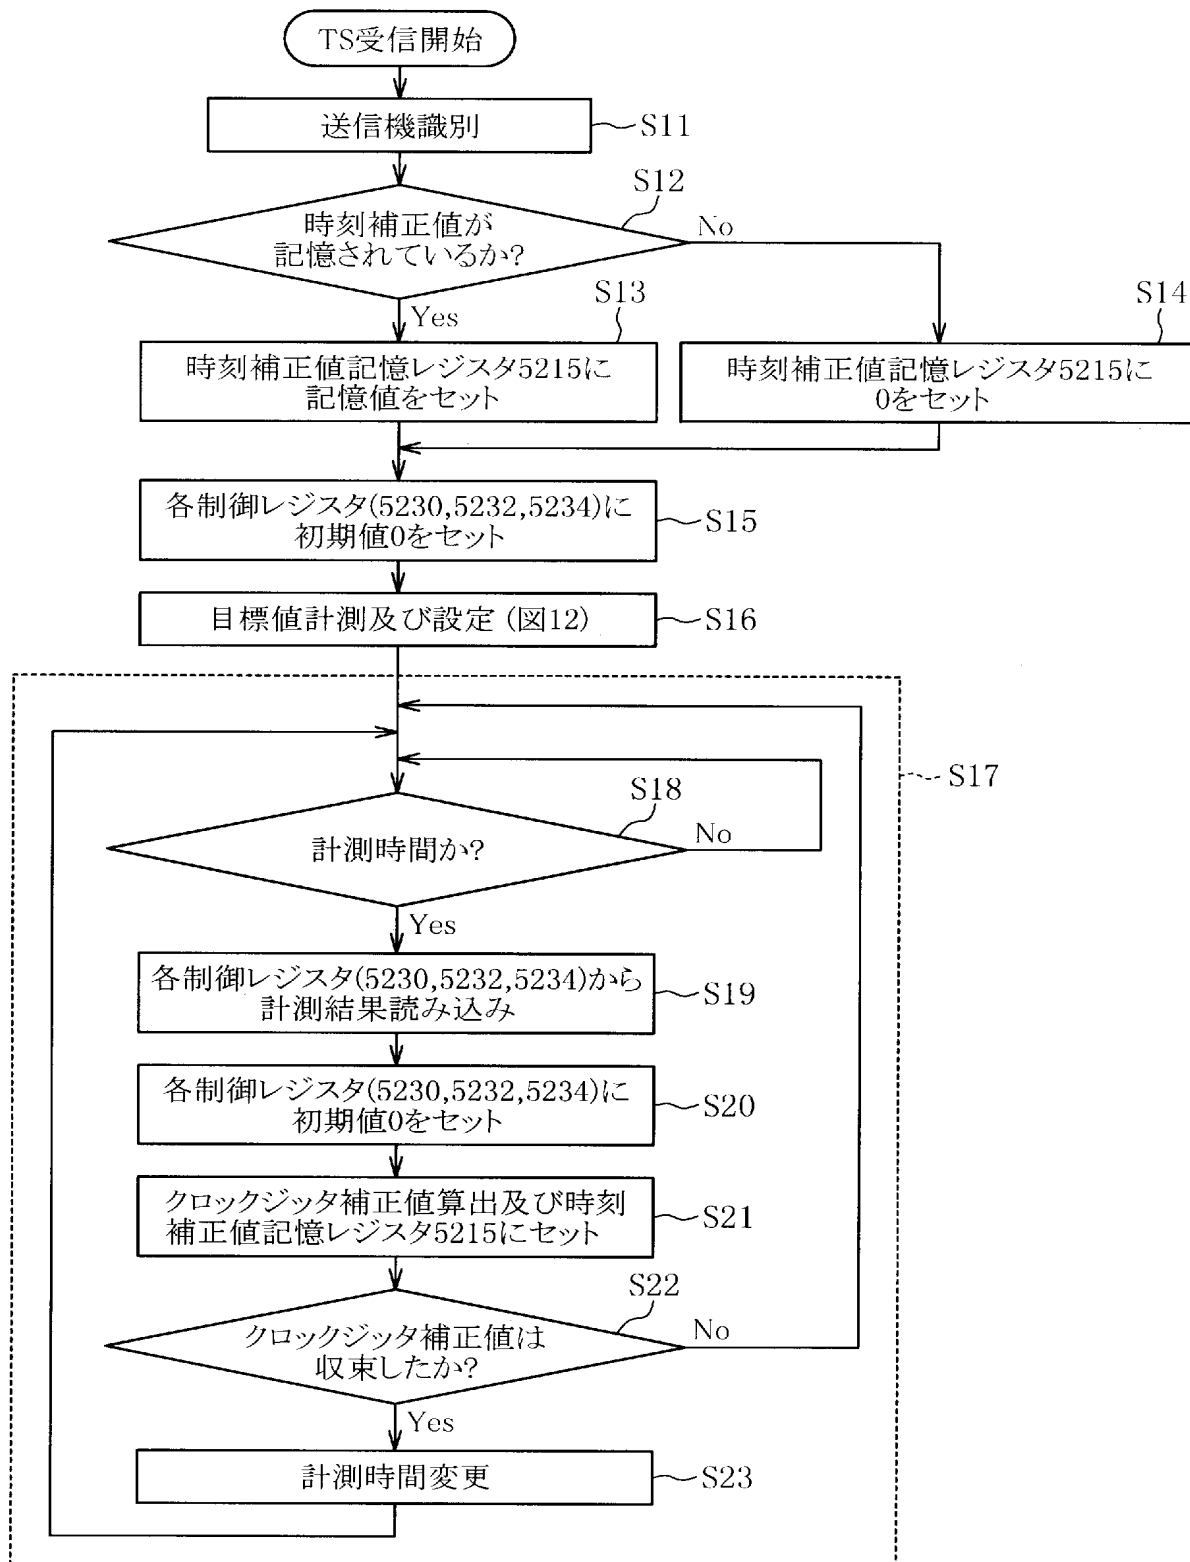 TS受信開始
送信機識別
S11
S12
時刻補正値が
記憶されているか?
No
Yes
S13
S14
時刻補正値記憶レジスタ5215に
記憶値をセット
時刻補正値記憶レジスタ5215に
0をセット
各制御レジスタ(5230,5232,5234)に
初期値0をセット
S15
目標値計測及び設定(図12)
S16
S17
S18
計測時間か?
No
Yes
各制御レジスタ(5230,5232,5234)から
計測結果読み込み
S19
各制御レジスタ(5230,5232,5234)に
初期値0をセット
S20
クロックジッタ補正値算出及び時刻
補正値記憶レジスタ5215にセット
S21
S22
クロックジッタ補正値は
収束したか?
No
Yes
計測時間変更
S23